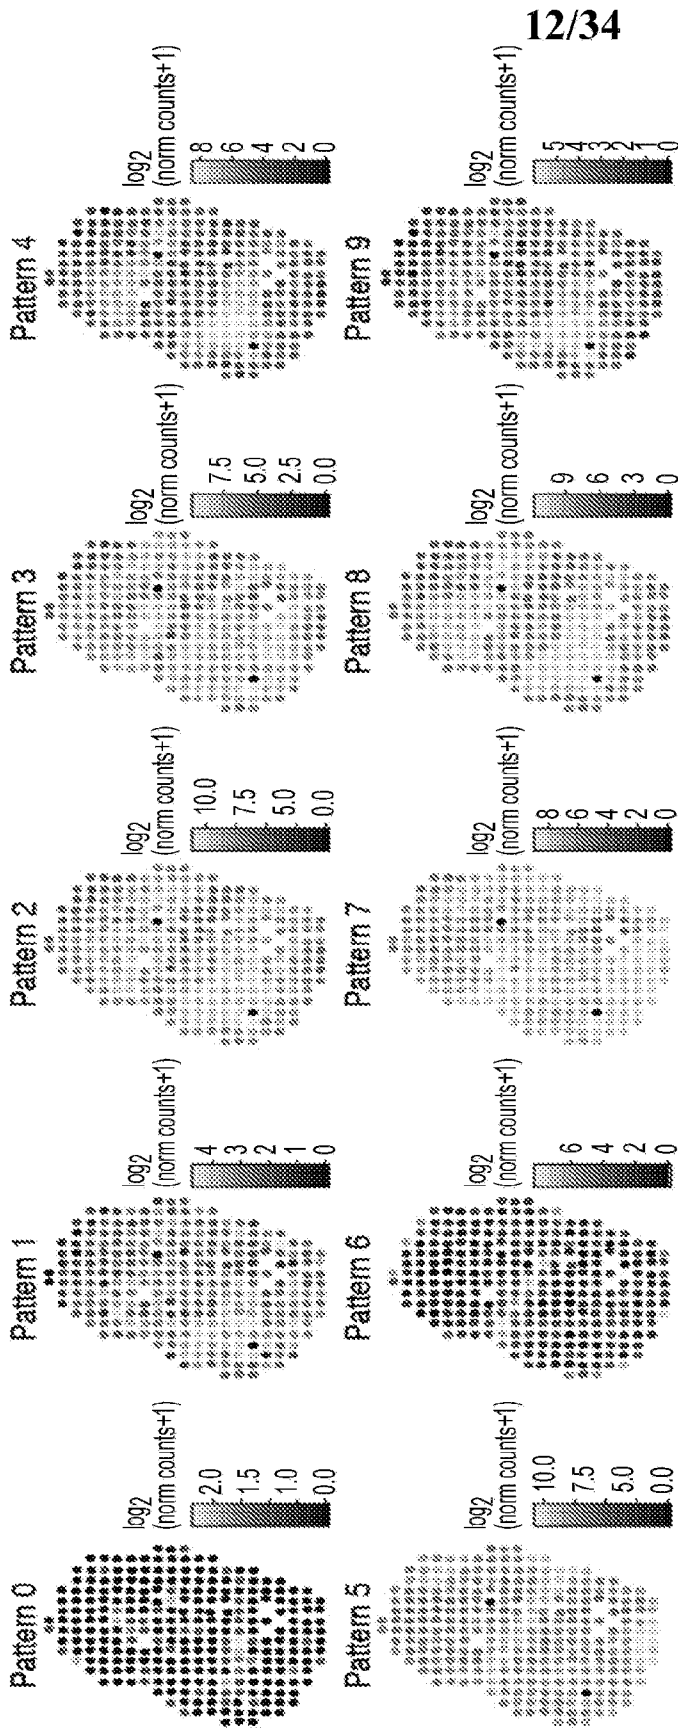 12/34
Pattern 0
log2
(norm counts+1)
2.0
1.5
1.0
0.0
Pattern 1
log2
(norm counts+1)
4
3
2
1
0
Pattern 2
log2
(norm counts+1)
10.0
7.5
5.0
0.0
Pattern 3
log2
(norm counts+1)
7.5
5.0
2.5
0.0
Pattern 4
log2
(norm counts+1)
8
6
4
2
0
Pattern 5
log2
(norm counts+1)
10.0
7.5
5.0
0.0
Pattern 6
log2
(norm counts+1)
6
4
2
0
Pattern 7
log2
(norm counts+1)
8
6
4
2
0
Pattern 8
log2
(norm counts+1)
9
6
3
0
Pattern 9
log2
(norm counts+1)
5
4
3
2
1
0